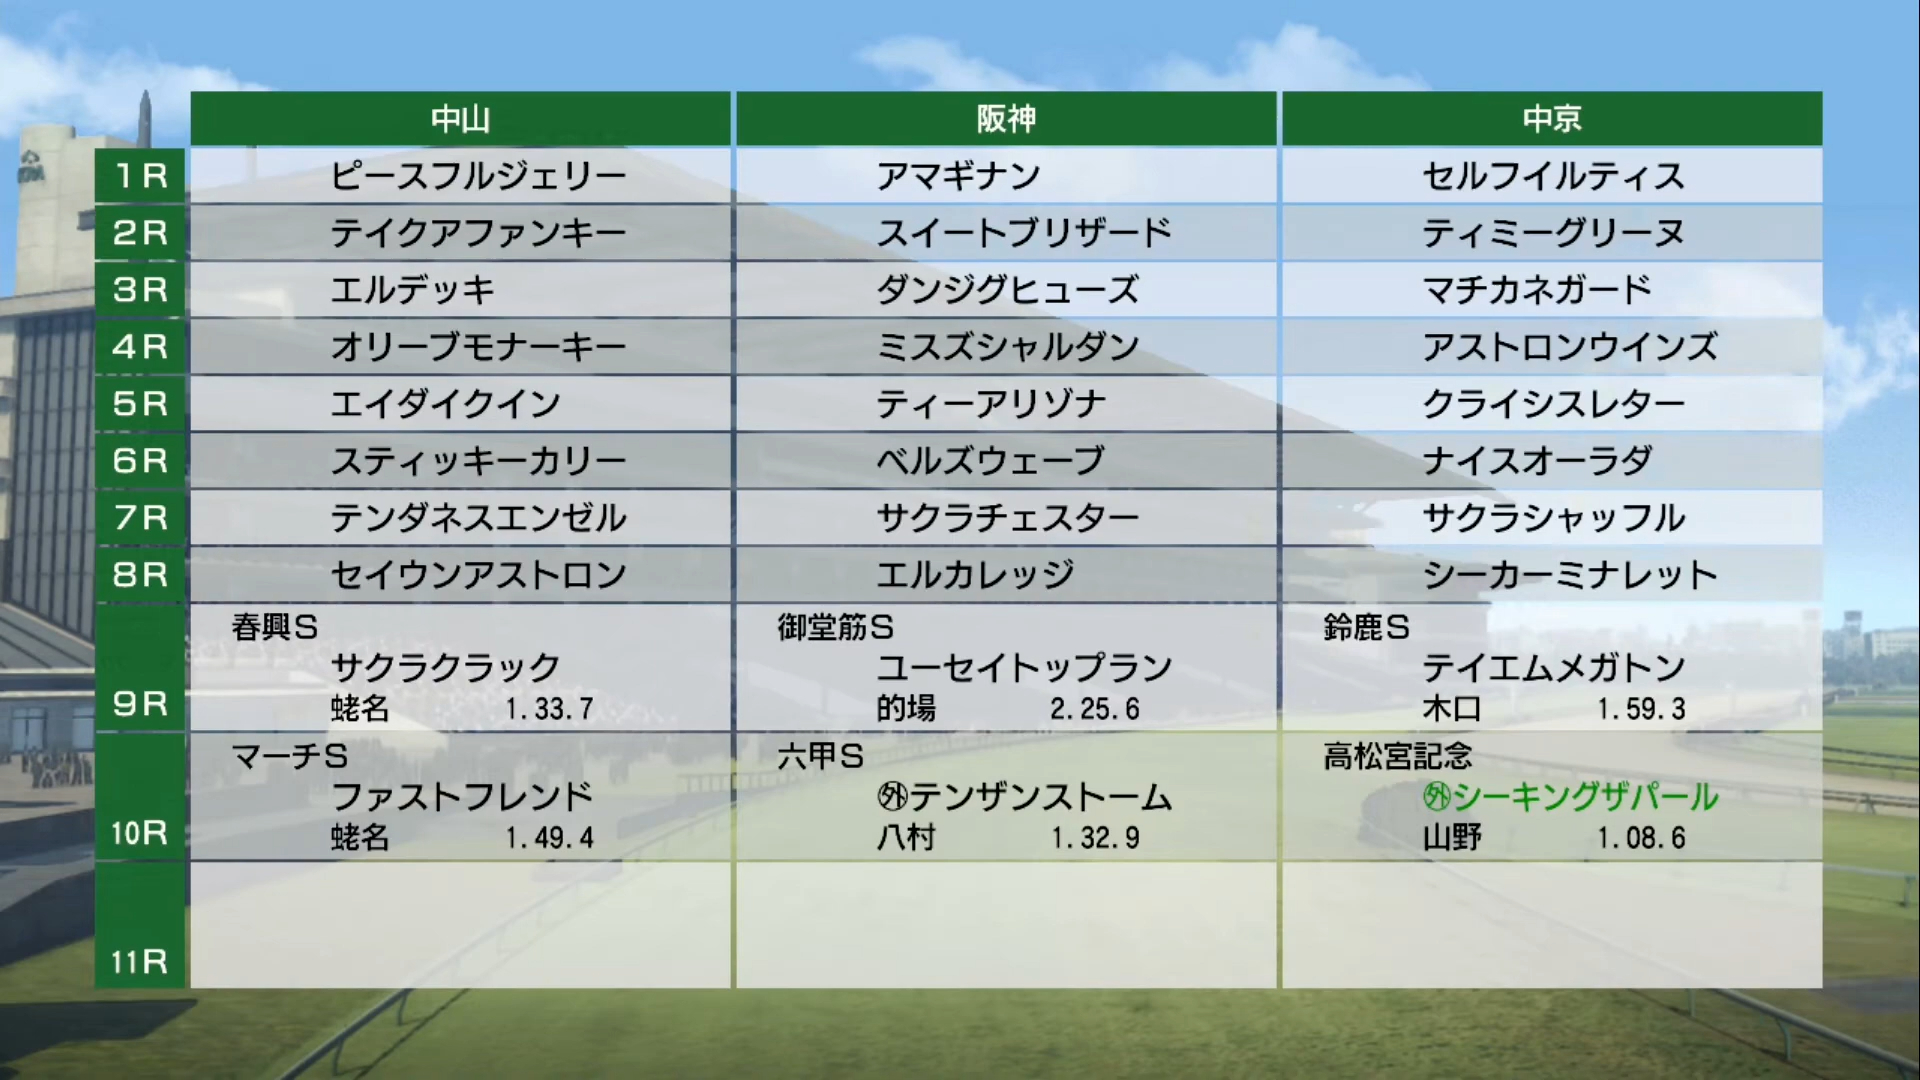 中山 阪神 中京
1R ピースフルジェリー アマギナン セルフイルティス
2R テイクアファンキー スイートブリザード ティミーグリーヌ
3R エルデッキ ダンジグヒューズ マチカネガード
4R オリーブモナーキー ミスズシャルダン アストロンウインズ
5R エイダイクイン ティーアリゾナ クライシスレター
6R スティッキーカリー ベルズウェーブ ナイスオーラダ
7R テンダネスエンゼル サクラチェスター サクラシャッフル
8R セイウンアストロン エルカレッジ シーカーミナレット
春興S 御堂筋S 鈴鹿S
サクラクラック ユーセイトップラン テイエムメガトン
9R 蛯名 1.33.7 的場 2.25.6 木口 1.59.3
マーチS 六甲S 高松宮記念
ファストフレンド ㊕テンザンストーム ㊕シーキングザパール
10R 蛯名 1.49.4 八村 1.32.9 山野 1.08.6
11R